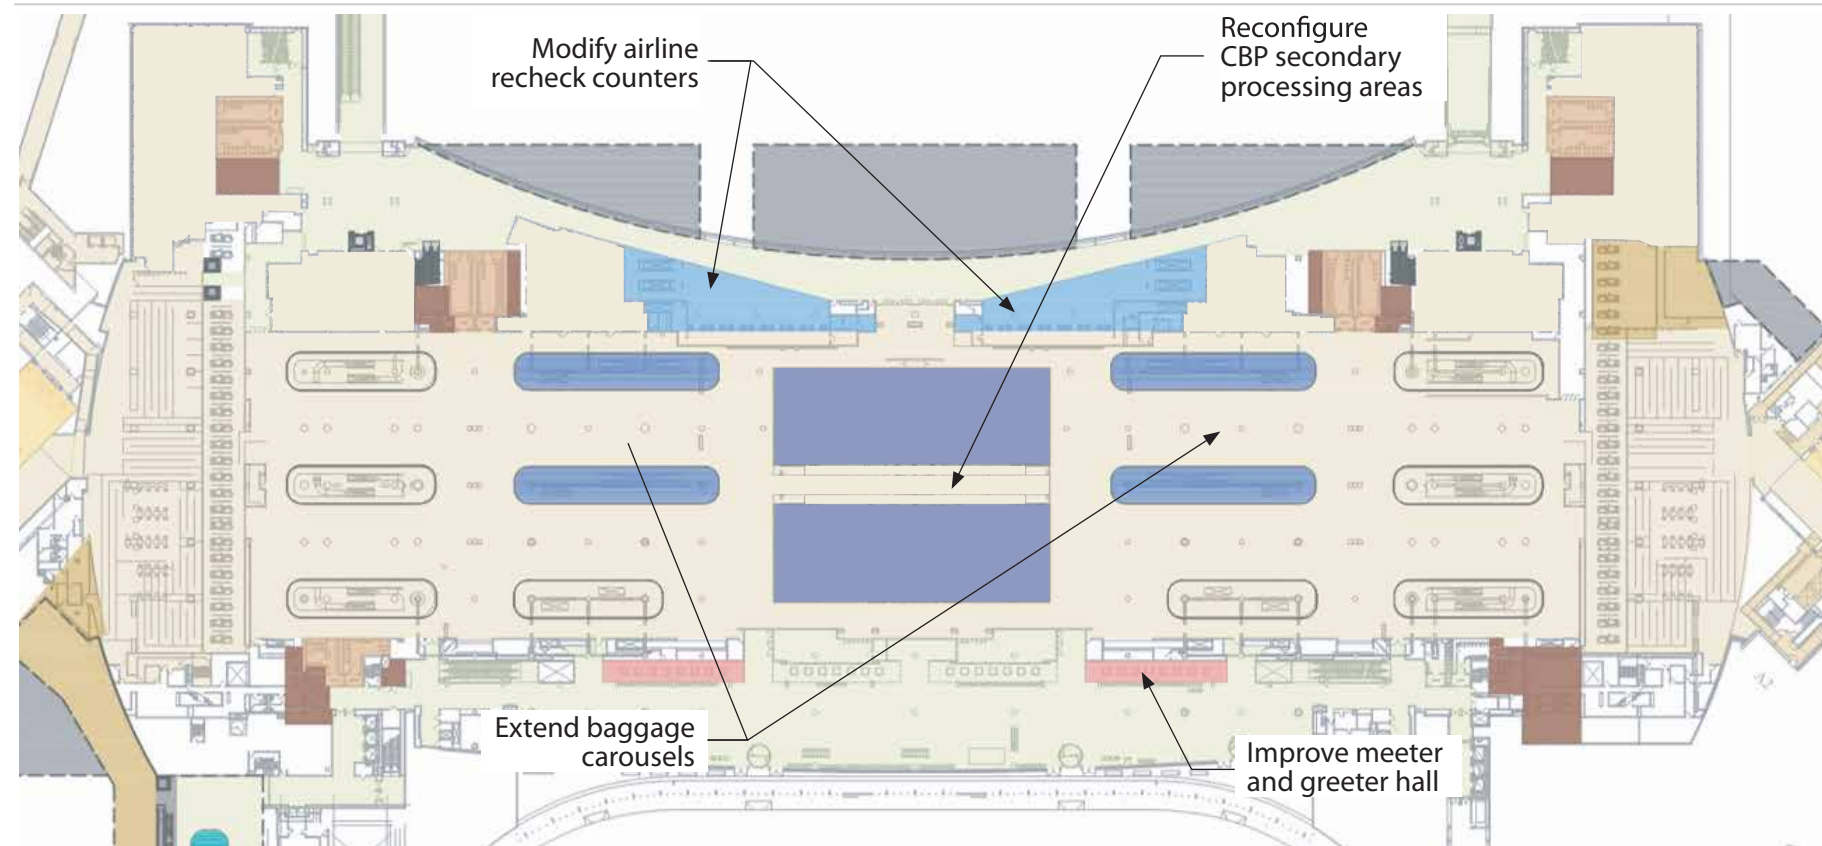 Modify airline
recheck counters
Reconfigure
CBP secondary
processing areas
Extend baggage
carousels
Improve meeter
and greeter hall